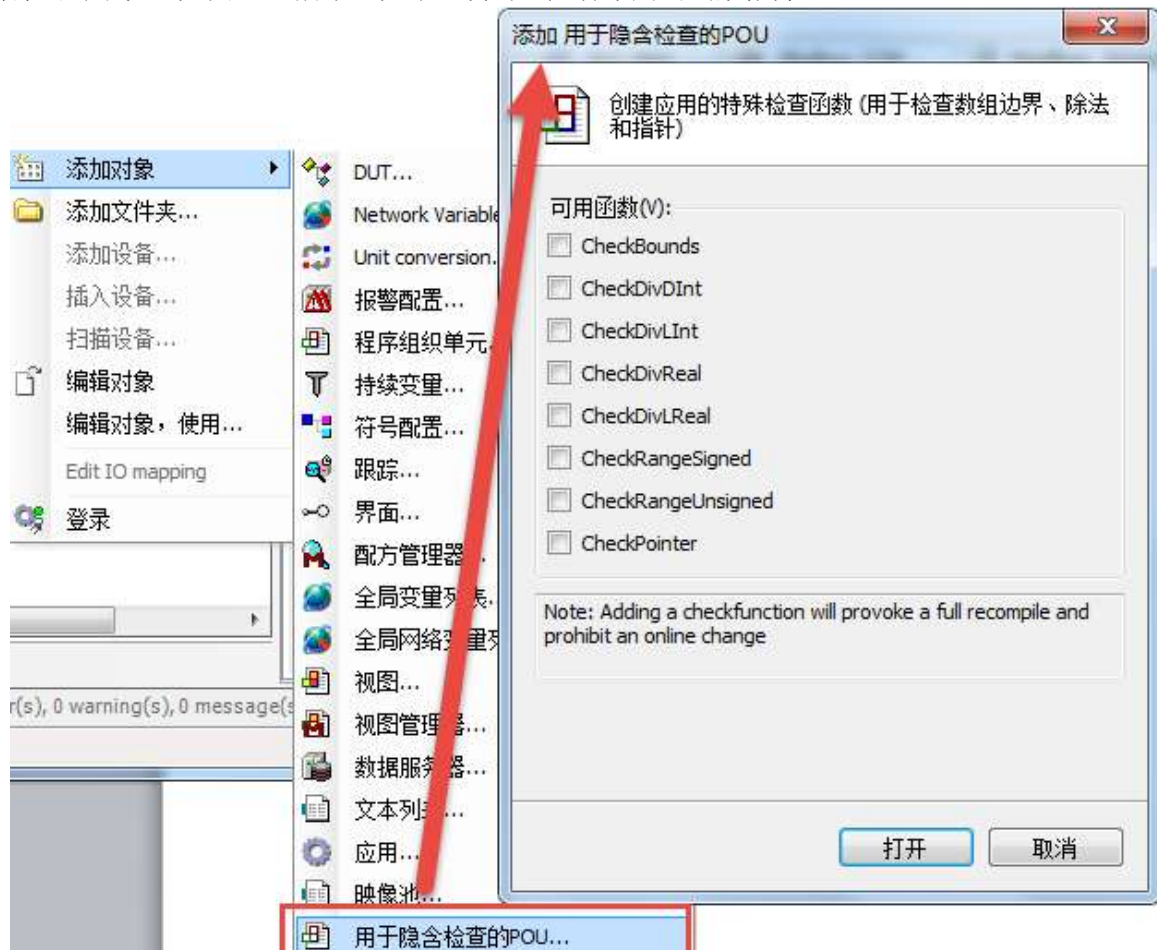 添加 用于隐含检查的POU
创建应用的特殊检查函数 (用于检查数组边界、除法
和指针)
添加对象
添加文件夹...
添加设备...
插入设备...
扫描设备...
编辑对象
编辑对象，使用...
Edit IO mapping
登录
r(s), 0 warning(s), 0 message(s
DUT...
Network Variable
Unit conversion.
报警配置...
程序组织单元
持续变量...
符号配置...
跟踪...
界面...
配方管理器
全局变量列表
全局网络变量列
视图...
视图管理器...
数据服务器...
文本列表...
应用...
映像池...
用于隐含检查的POU...
可用函数(V):
CheckBounds
CheckDivDInt
CheckDivLInt
CheckDivReal
CheckDivLReal
CheckRangeSigned
CheckRangeUnsigned
CheckPointer
Note: Adding a checkfunction will provoke a full recompile and
prohibit an online change
打开
取消